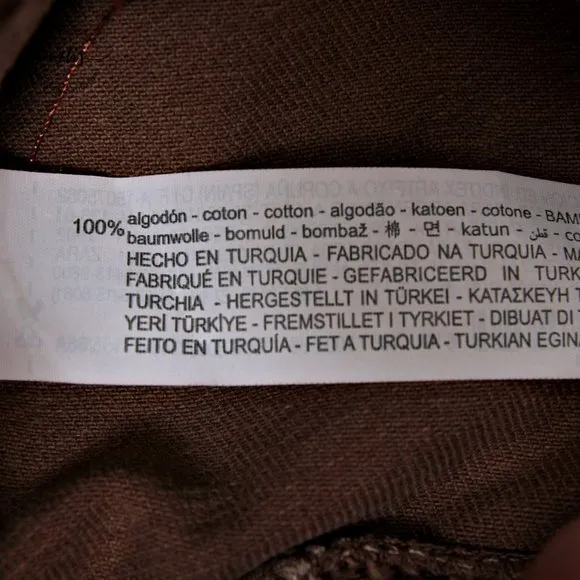 100% algodón - coton - cotton - algodão - katoen - cotone -
baumwolle - bomuld - bombaž - 棉 - 면 - katun - قطن -
HECHO EN TURQUIA - FABRICADO NA TURQUIA -
FABRIQUÉ EN TURQUIE - GEFABRICEERD IN
TURCHIA - HERGESTELLT IN TÜRKEI - ΚΑΤΑΣΚΕΥΗ
YERİ TÜRKİYE - FREMSTILLET I TYRKIET - DIBUAT DI
FEITO EN TURQUÍA - FET A TURQUIA - TURKIAN